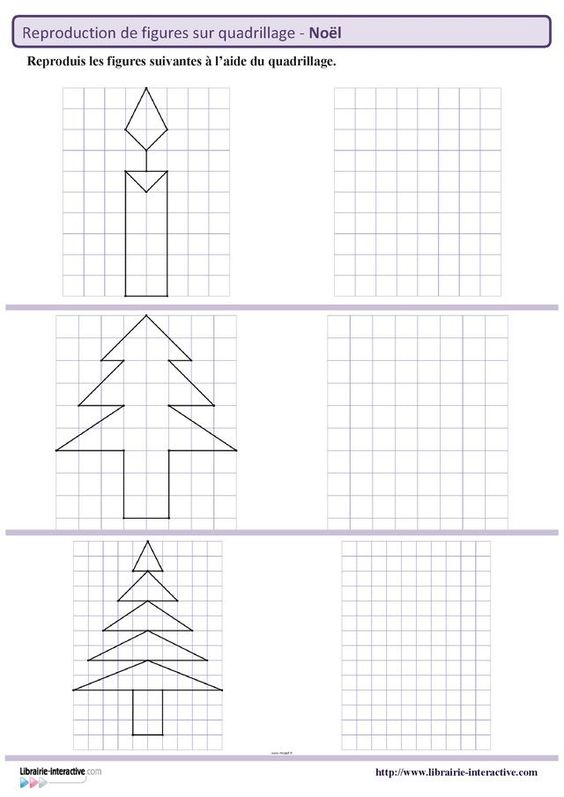 Reproduction de figures sur quadrillage - Noël
Reproduis les figures suivantes à l'aide du quadrillage.
Librairie-interactive.com
http://www.librairie-interactive.com